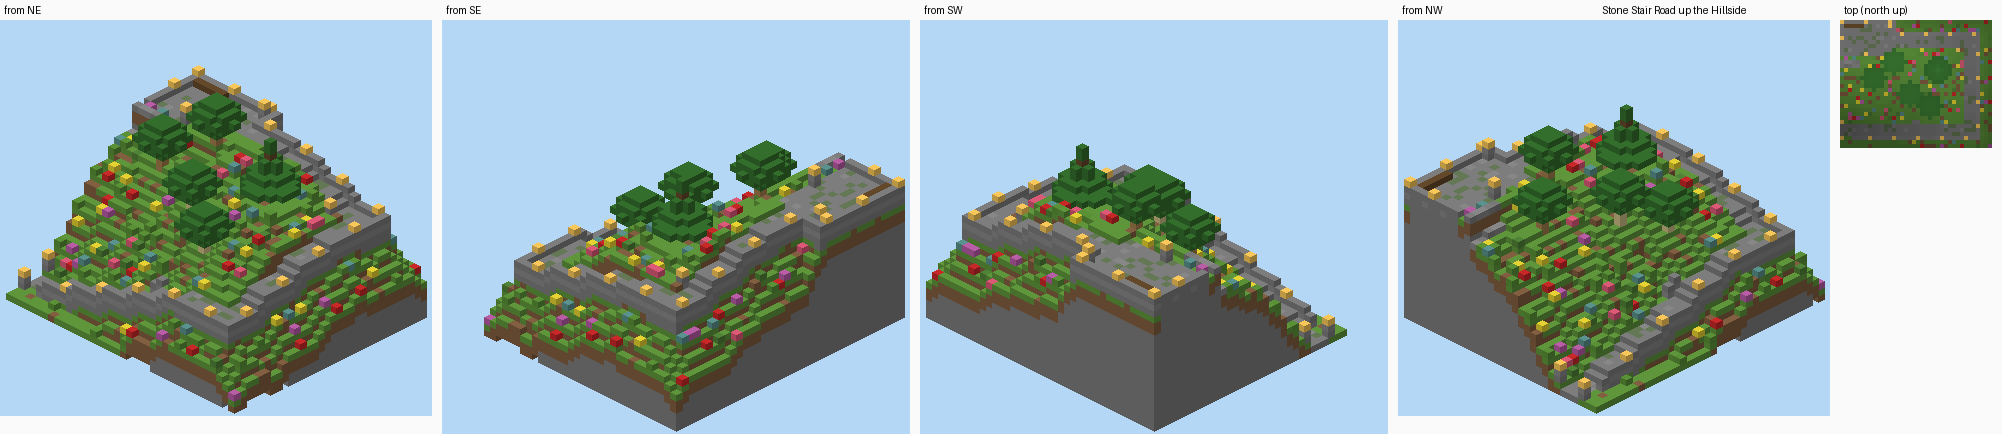 from NE
from SE
from SW
from NW
Stone Stair Road up the Hillside
top (north up)